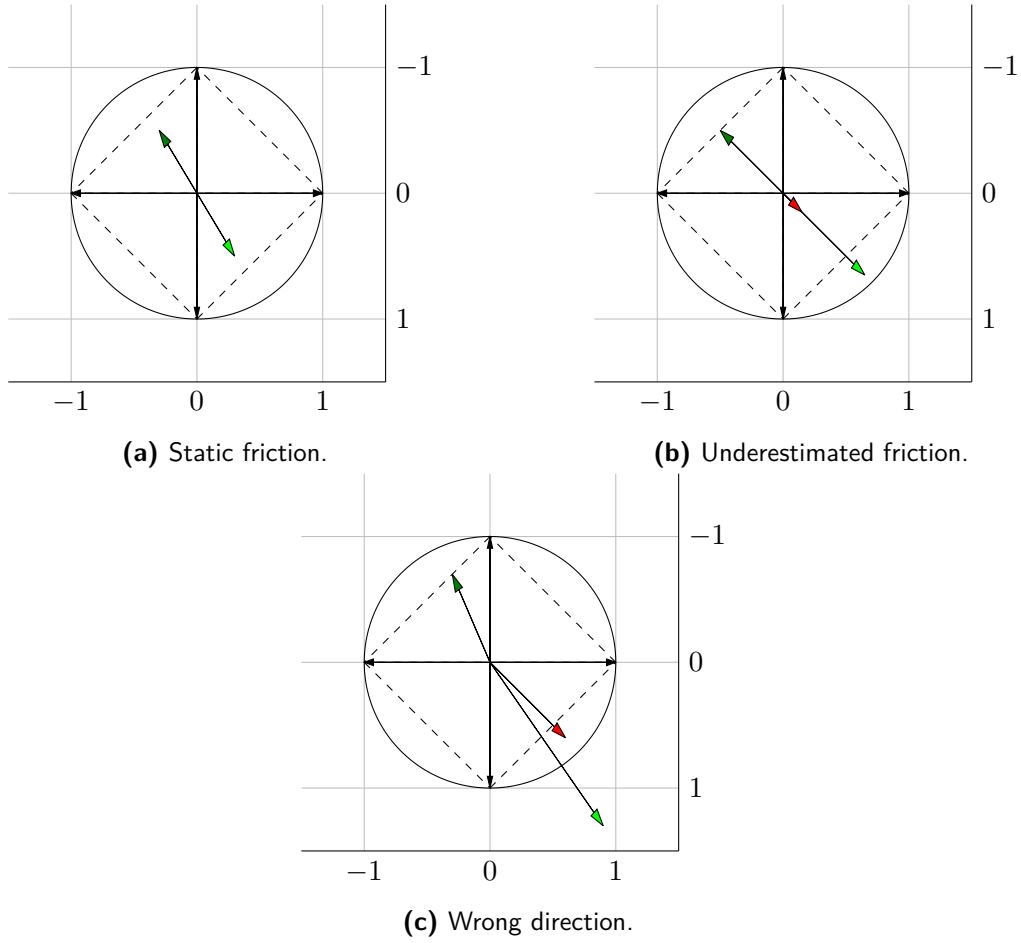 −1
0
1
−1 0 1
(a) Static friction.
−1
0
1
−1 0 1
(b) Underestimated friction.
−1
0
1
−1 0 1
(c) Wrong direction.